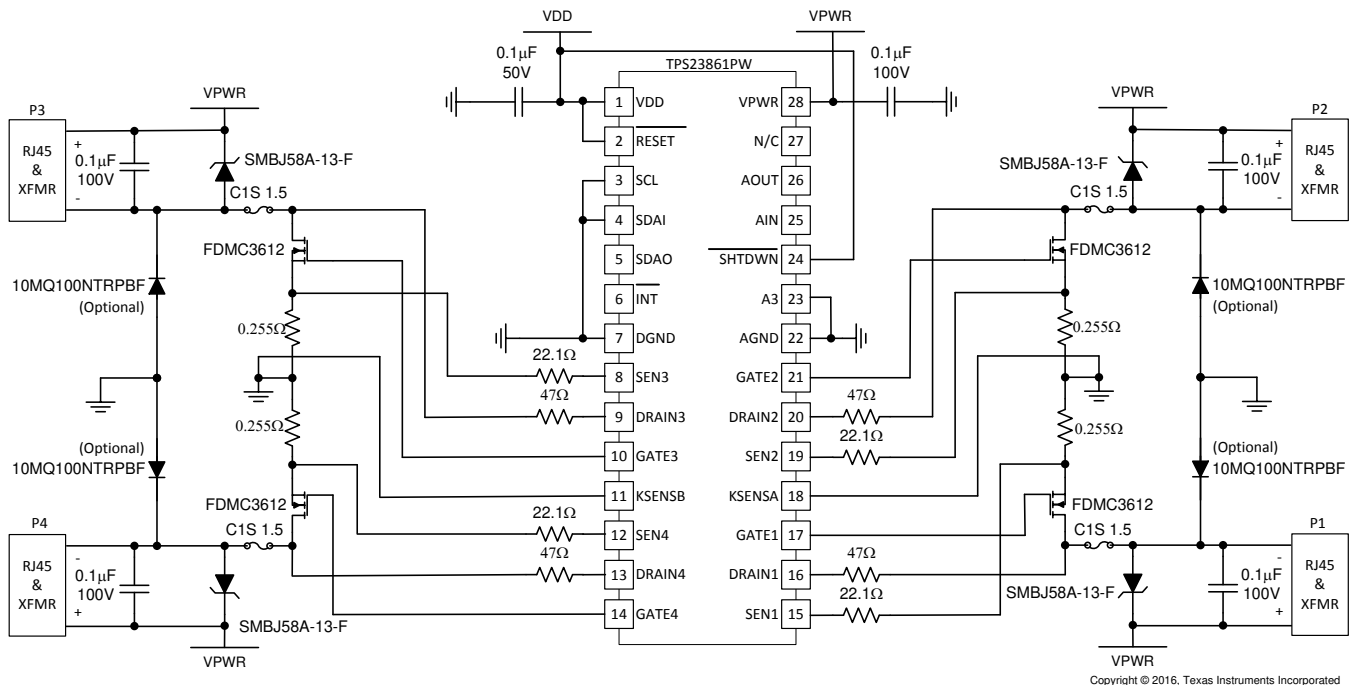 VDD
VPWR
0.1µF
50V
0.1µF
100V
TPS23861PW
1 VDD
2 RESET
3 SCL
4 SDAI
5 SDAO
6 INT
7 DGND
8 SEN3
9 DRAIN3
10 GATE3
11 KSENSB
12 SEN4
13 DRAIN4
14 GATE4
VPWR 28
N/C 27
AOUT 26
AIN 25
SHTDWN 24
A3 23
AGND 22
GATE2 21
DRAIN2 20
SEN2 19
KSENSA 18
GATE1 17
DRAIN1 16
SEN1 15
P3
RJ45
&
XFMR
+
-
0.1µF
100V
VPWR
SMBJ58A-13-F
C1S 1.5
FDMC3612
10MQ100NTRPBF
(Optional)
0.255Ω
22.1Ω
47Ω
0.255Ω
(Optional)
10MQ100NTRPBF
FDMC3612
C1S 1.5
22.1Ω
47Ω
P4
RJ45
&
XFMR
-
+
0.1µF
100V
SMBJ58A-13-F
VPWR
VPWR
P2
RJ45
&
XFMR
+
-
0.1µF
100V
SMBJ58A-13-F
C1S 1.5
FDMC3612
10MQ100NTRPBF
(Optional)
0.255Ω
47Ω
22.1Ω
0.255Ω
(Optional)
10MQ100NTRPBF
FDMC3612
C1S 1.5
47Ω
22.1Ω
P1
RJ45
&
XFMR
-
+
0.1µF
100V
SMBJ58A-13-F
VPWR
Copyright © 2016, Texas Instruments Incorporated